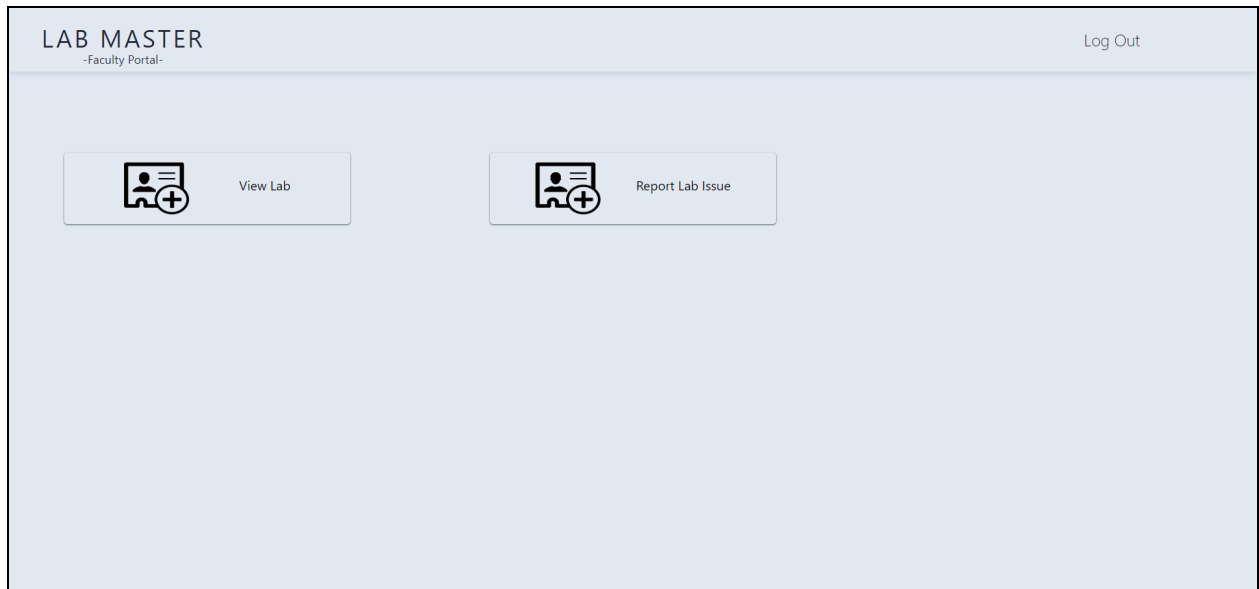 LAB MASTER
-Faculty Portal-
Log Out
View Lab
Report Lab Issue